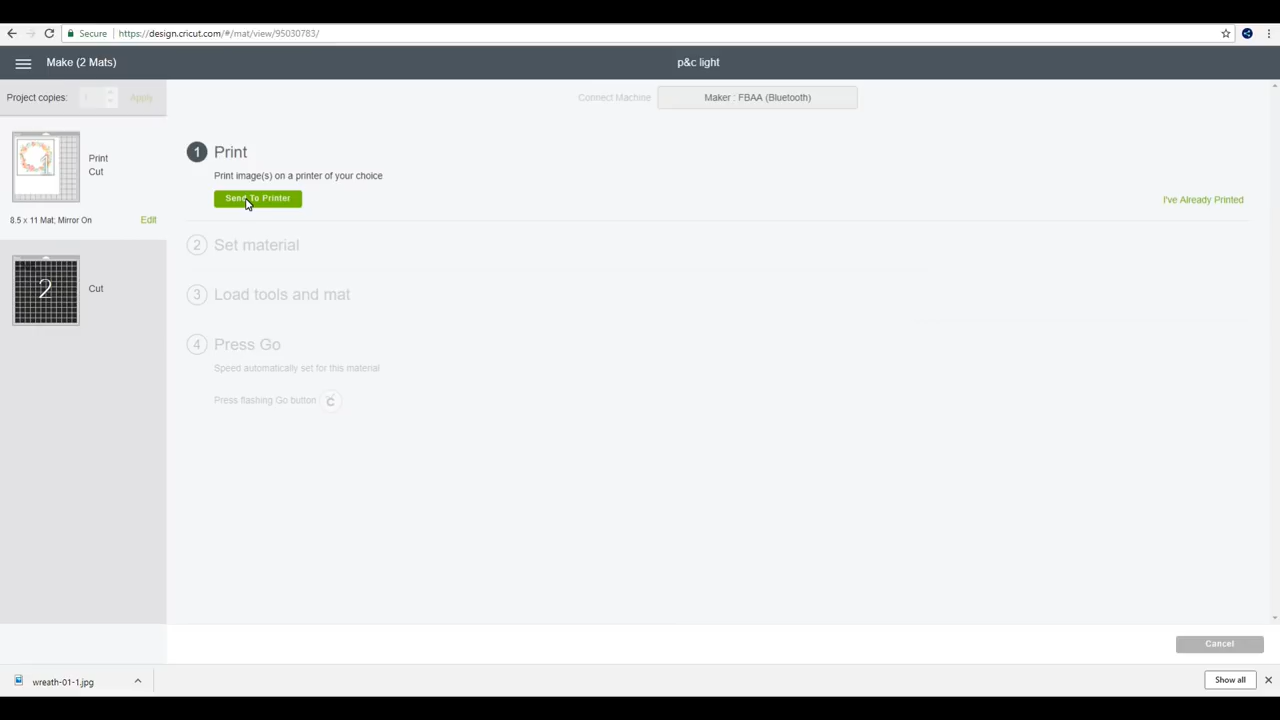 Secure https://design.cricut.com/#/mat/view/95030783/
Make (2 Mats)
p&c light
Project copies: 1 Apply
Connect Machine Maker : FBAA (Bluetooth)
Print
Cut
8.5 x 11 Mat; Mirror On Edit
2
Cut
1 Print
Print image(s) on a printer of your choice
Send To Printer
I've Already Printed
2 Set material
3 Load tools and mat
4 Press Go
Speed automatically set for this material
Press flashing Go button C
Cancel
wreath-01-1.jpg
Show all